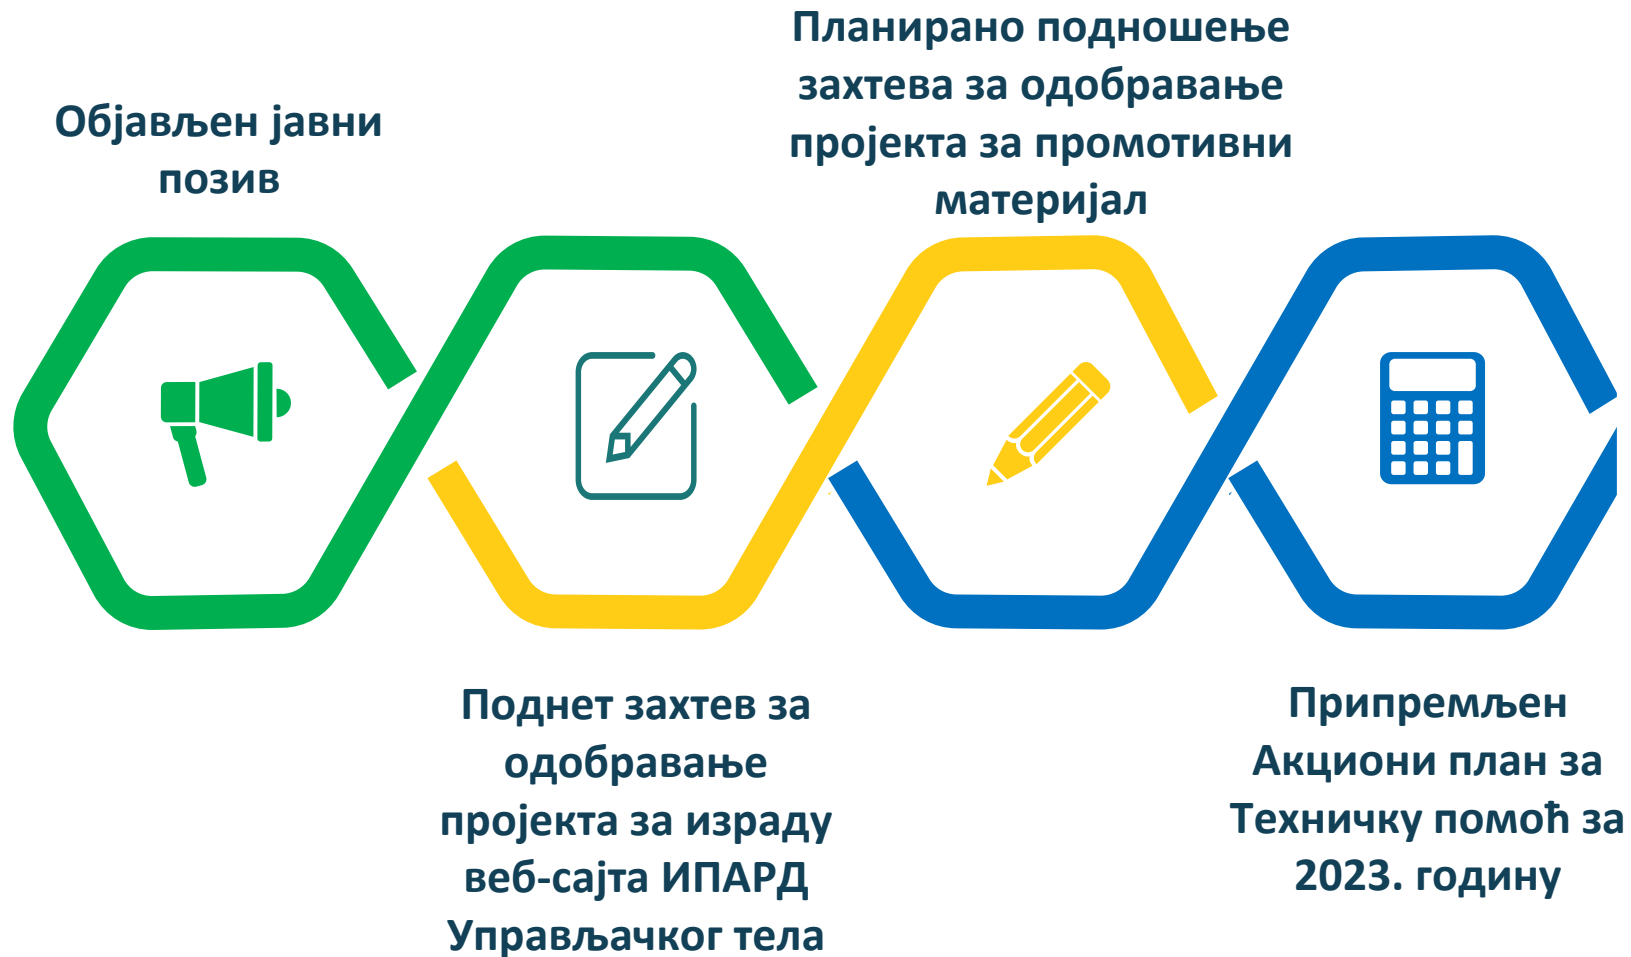 Објављен јавни
позив
Поднет захтев за
одобравање
пројекта за израду
веб-сајта ИПАРД
Управљачког тела
Планирано подношење
захтева за одобравање
пројекта за промотивни
материјал
Припремљен
Акциони план за
Техничку помоћ за
2023. годину